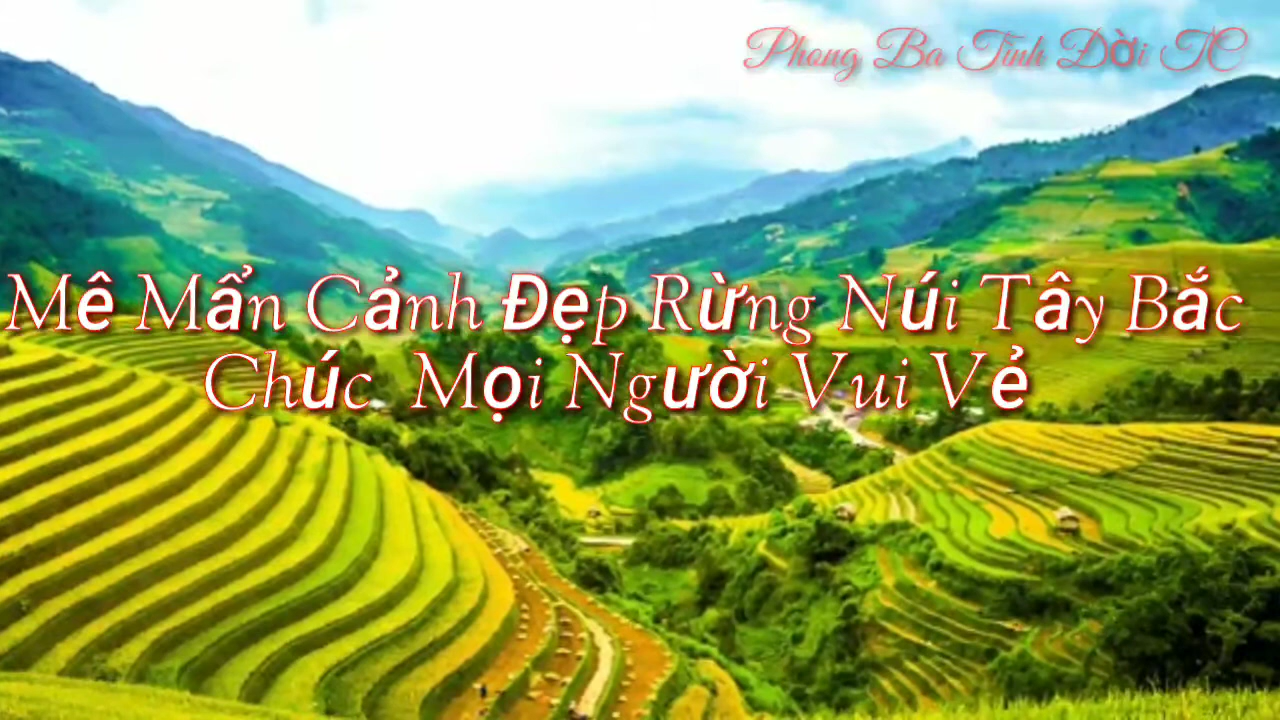 Phong Ba Tình Đời TC
Mê Mẩn Cảnh Đẹp Rừng Núi Tây Bắc
Chúc Mọi Người Vui Vẻ